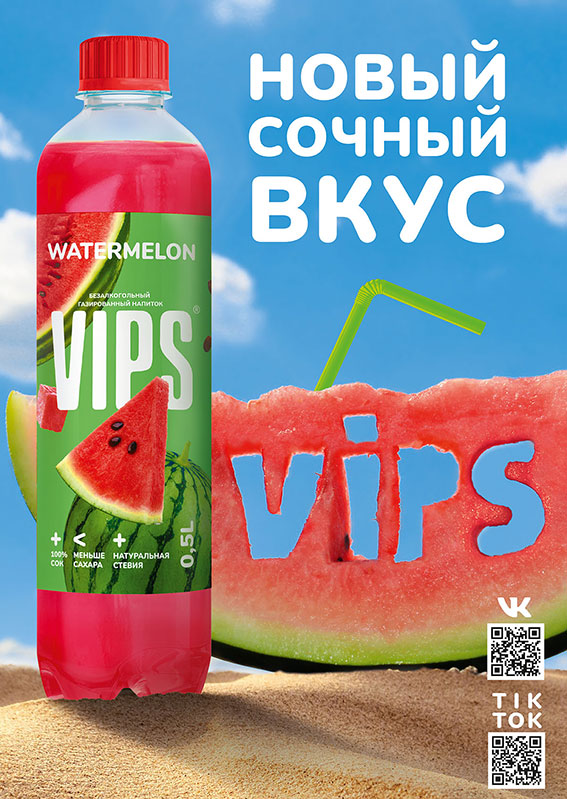 НОВЫЙ
СОЧНЫЙ
ВКУС
WATERMELON
БЕЗАЛКОГОЛЬНЫЙ
ГАЗИРОВАННЫЙ НАПИТОК
VIPS®
+ < +
100% МЕНЬШЕ НАТУРАЛЬНАЯ
СОК САХАРА СТЕВИЯ
0,5L
ViPS
VK
TIK
TOK